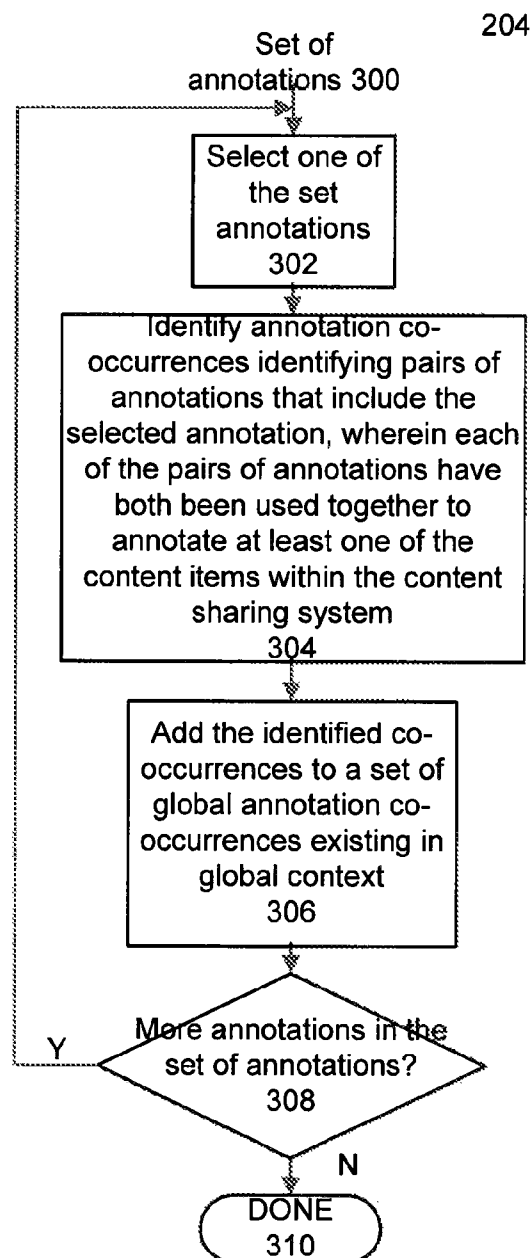 204
Set of
annotations 300
Select one of
the set
annotations
302
Identify annotation co-
occurrences identifying pairs of
annotations that include the
selected annotation, wherein each
of the pairs of annotations have
both been used together to
annotate at least one of the
content items within the content
sharing system
304
Add the identified co-
occurrences to a set of
global annotation co-
occurrences existing in
global context
306
More annotations in the
set of annotations?
308
Y
N
DONE
310